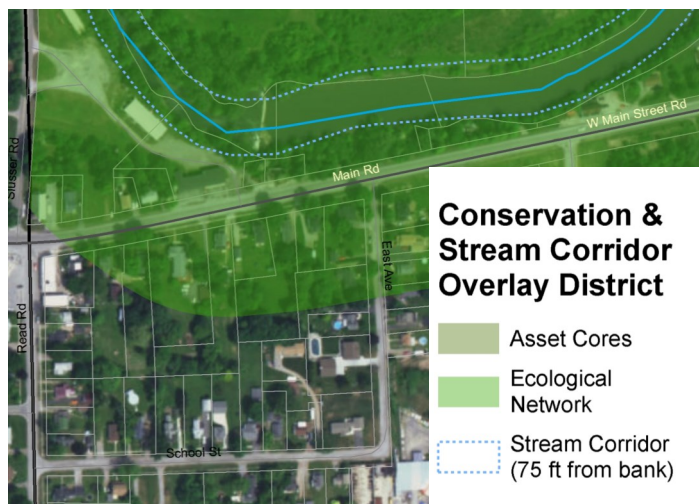 Slusser Rd
W Main Street Rd
Main Rd
East Ave
Read Rd
School St
Conservation &
Stream Corridor
Overlay District
Asset Cores
Ecological
Network
Stream Corridor
(75 ft from bank)